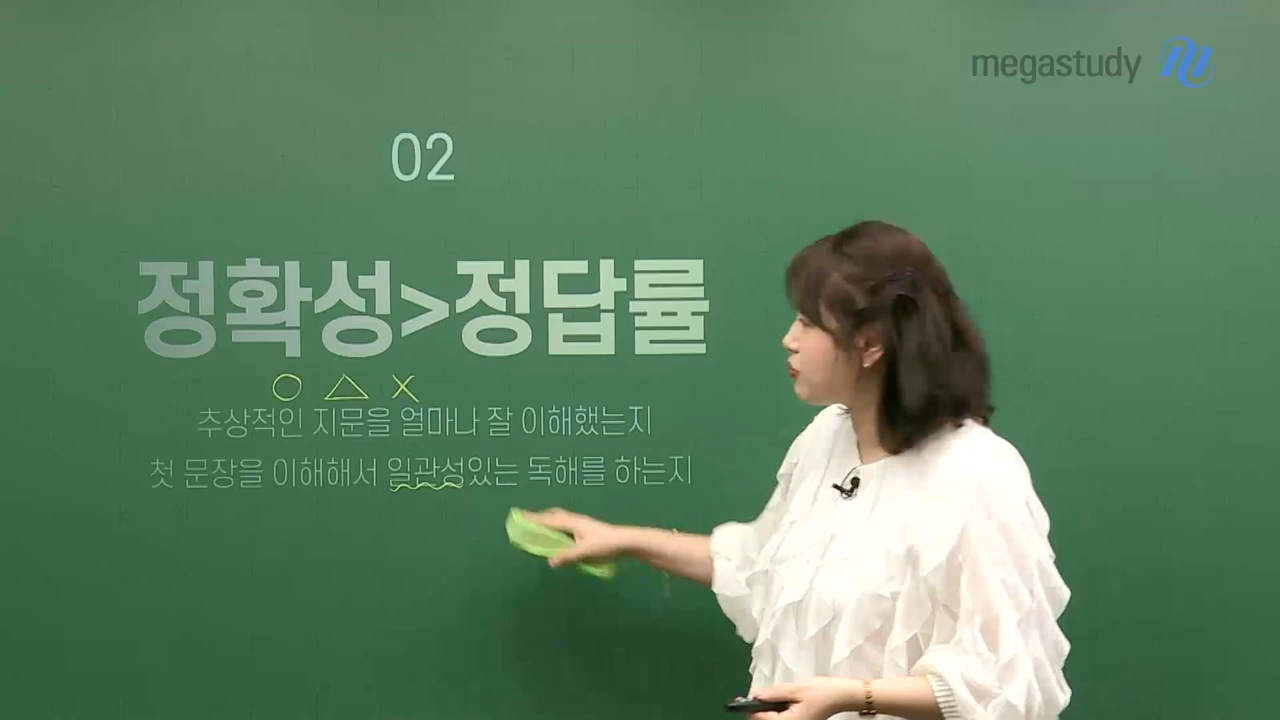 megastudy
02
정확성>정답률
○ △ ×
추상적인 지문을 얼마나 잘 이해했는지
첫 문장을 이해해서 일관성있는 독해를 하는지